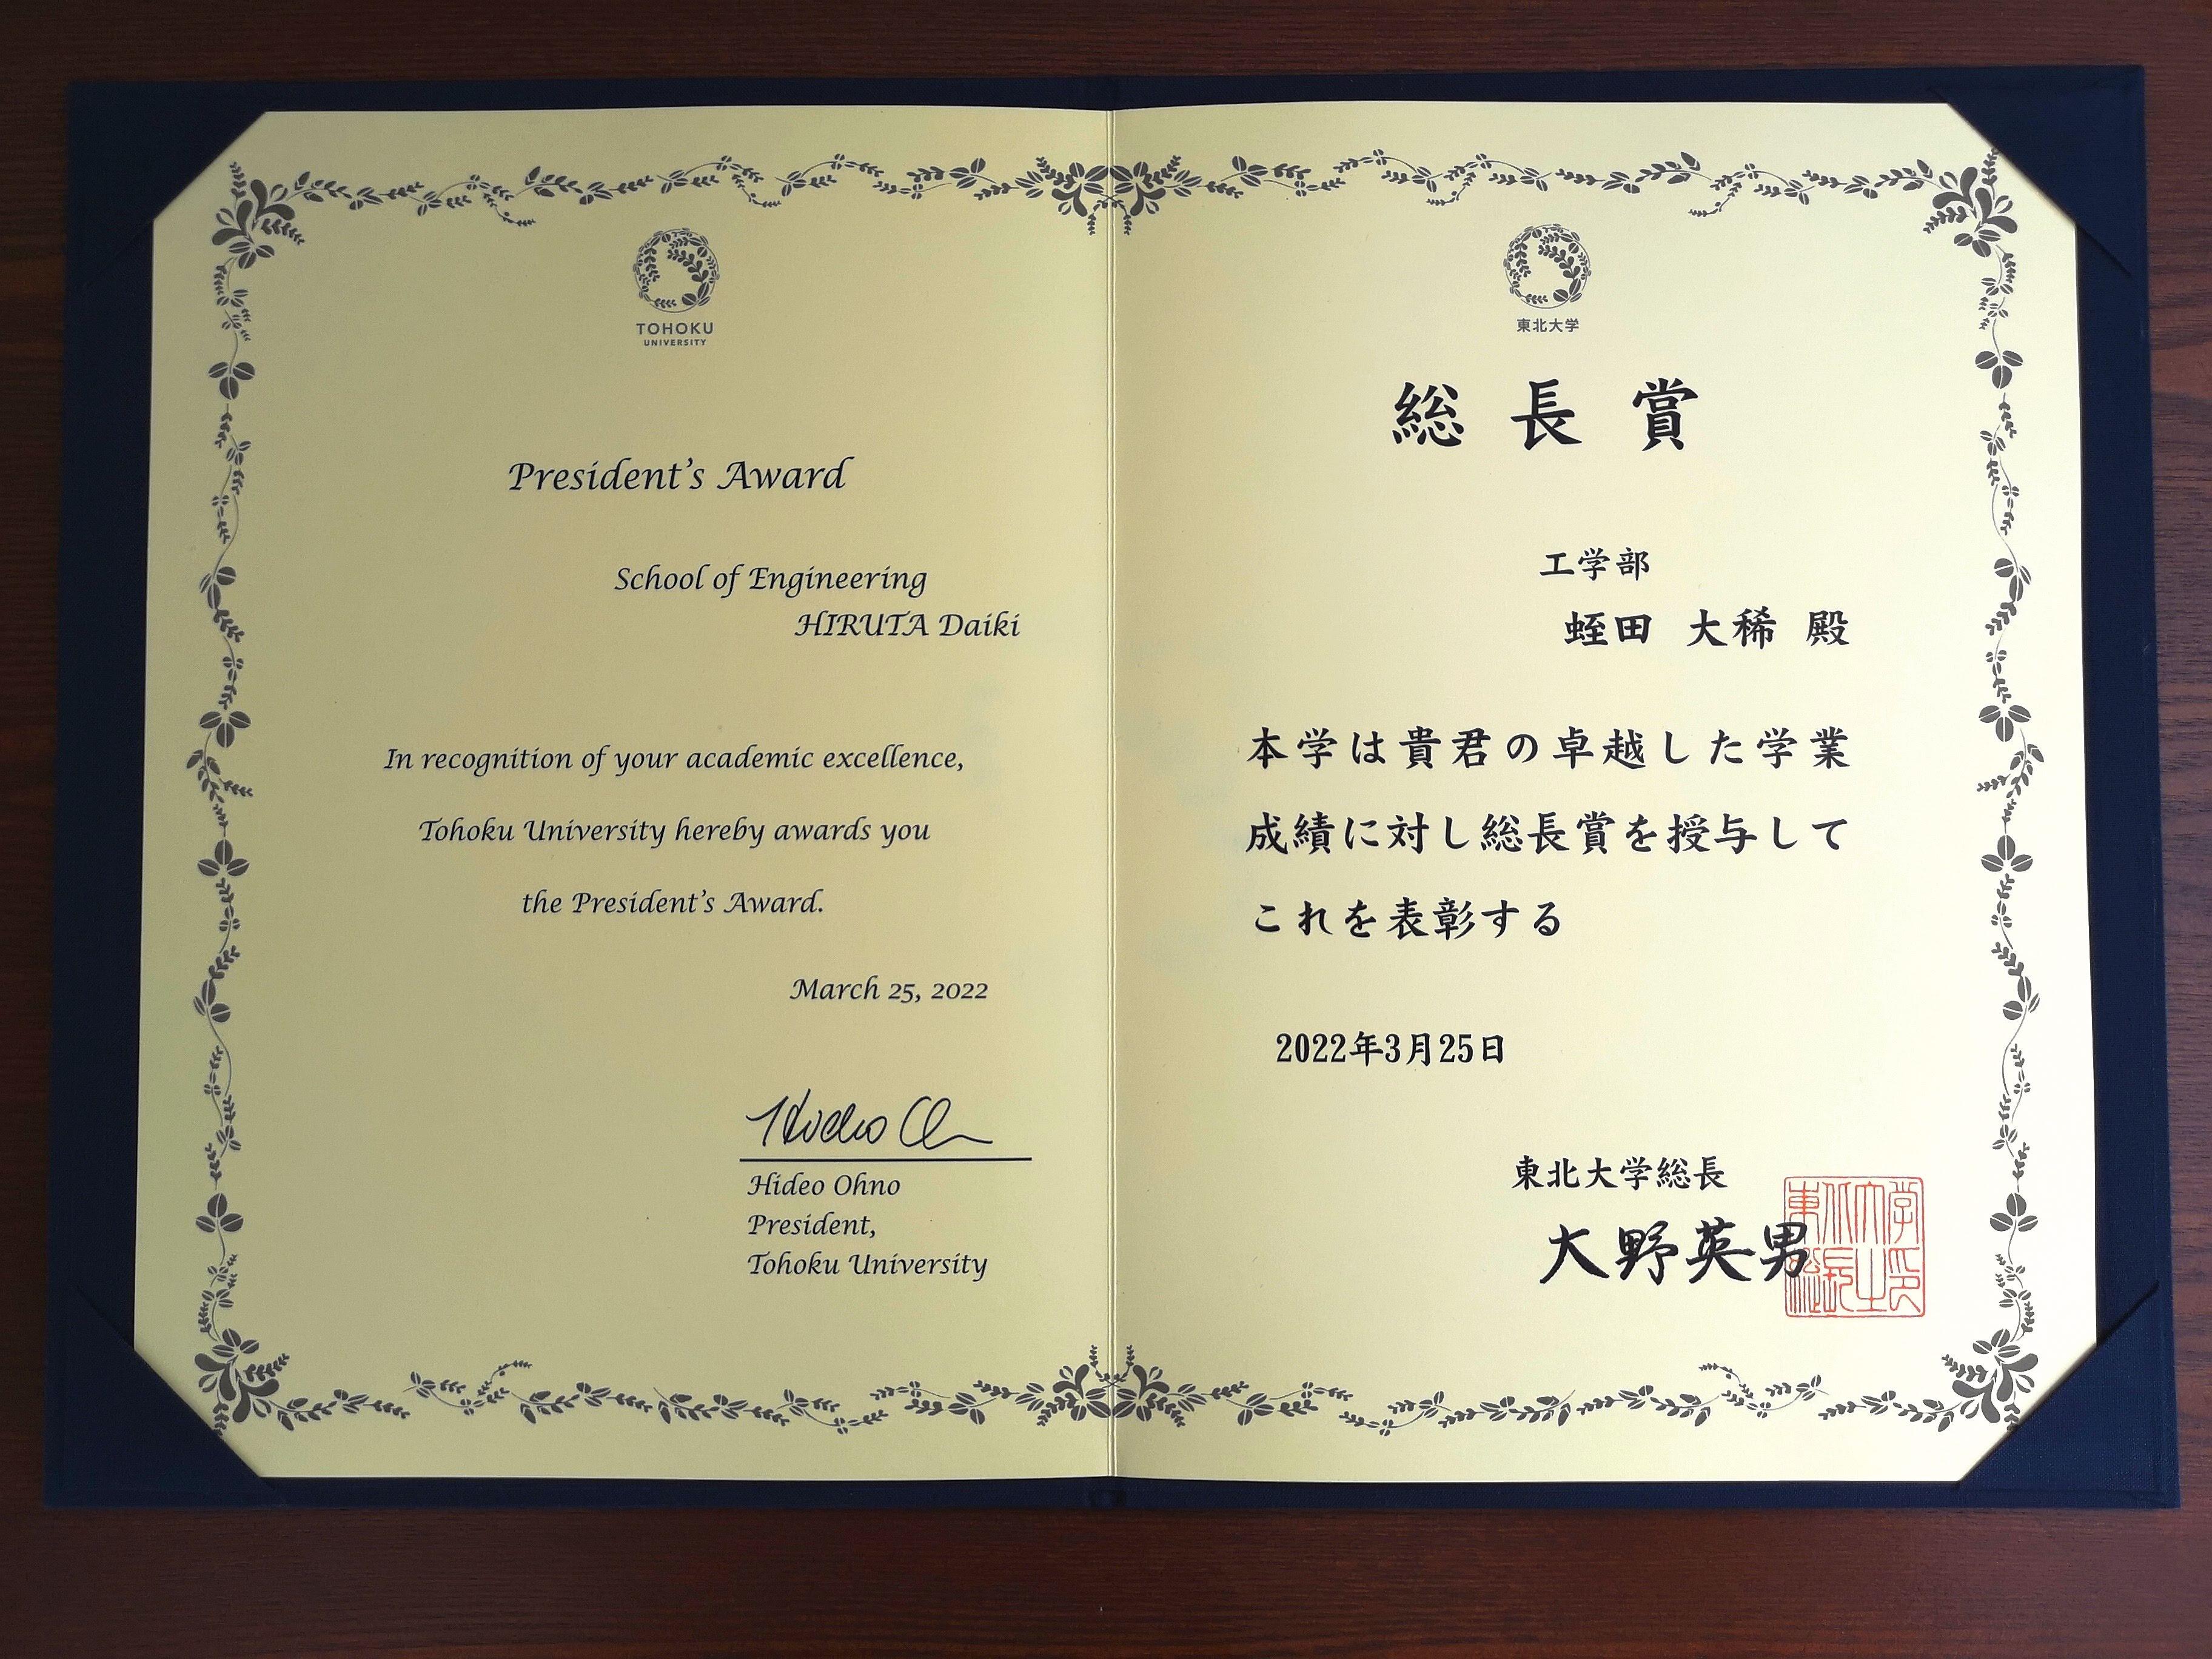 TOHOKU
UNIVERSITY
President's Award
School of Engineering
HIRUTA Daiki
In recognition of your academic excellence,
Tohoku University hereby awards you
the President's Award.
March 25, 2022
Hideo Ohno
President,
Tohoku University
東北大学
総長賞
工学部
蛭田 大稀 殿
本学は貴君の卓越した学業
成績に対し総長賞を授与して
これを表彰する
2022年3月25日
東北大学総長
大野英男